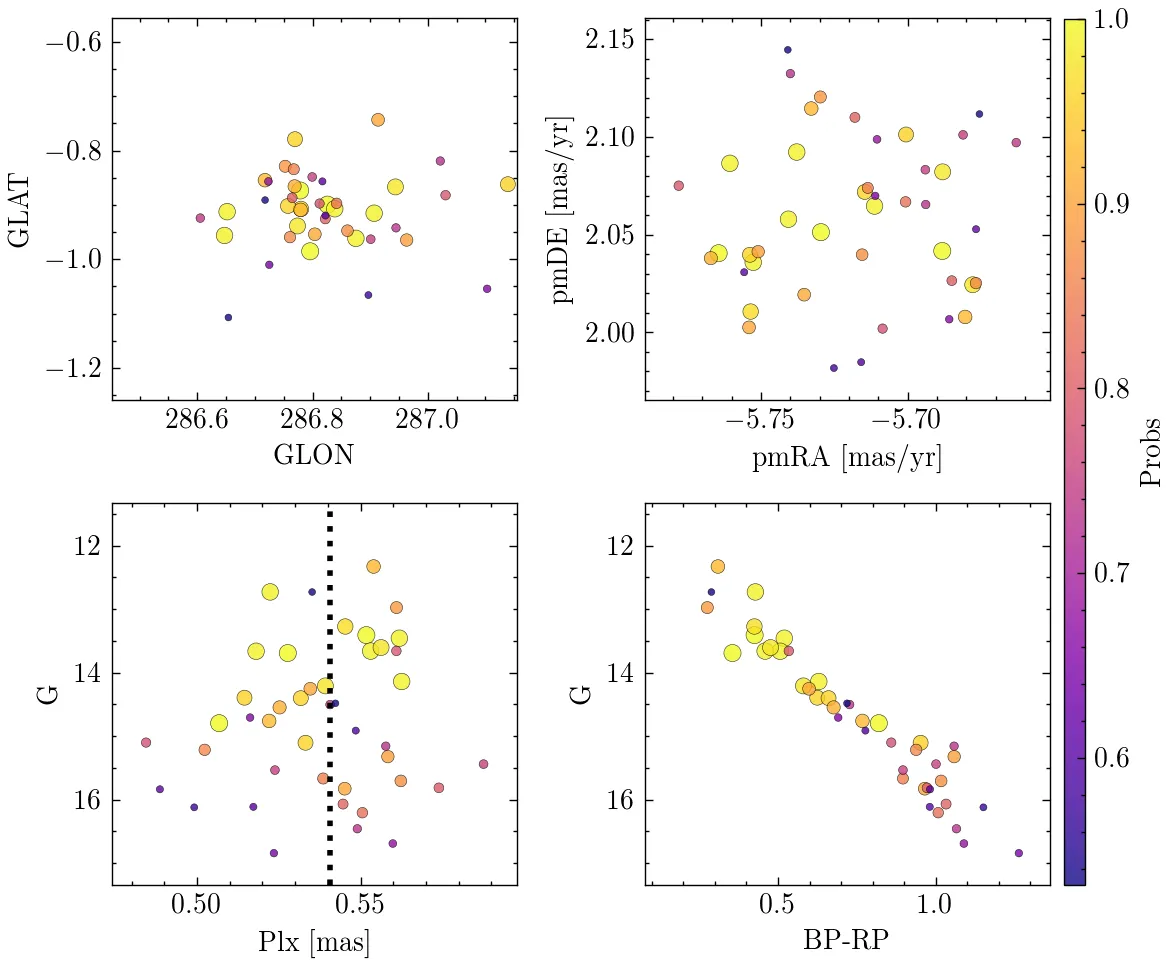 −0.6
−0.8
−1.0
−1.2
GLAT
286.6 286.8 287.0
GLON
2.15
2.10
2.05
2.00
pmDE [mas/yr]
−5.75 −5.70
pmRA [mas/yr]
12
14
16
G
0.50 0.55
Plx [mas]
12
14
16
G
0.5 1.0
BP-RP
1.0
0.9
0.8
0.7
0.6
Probs